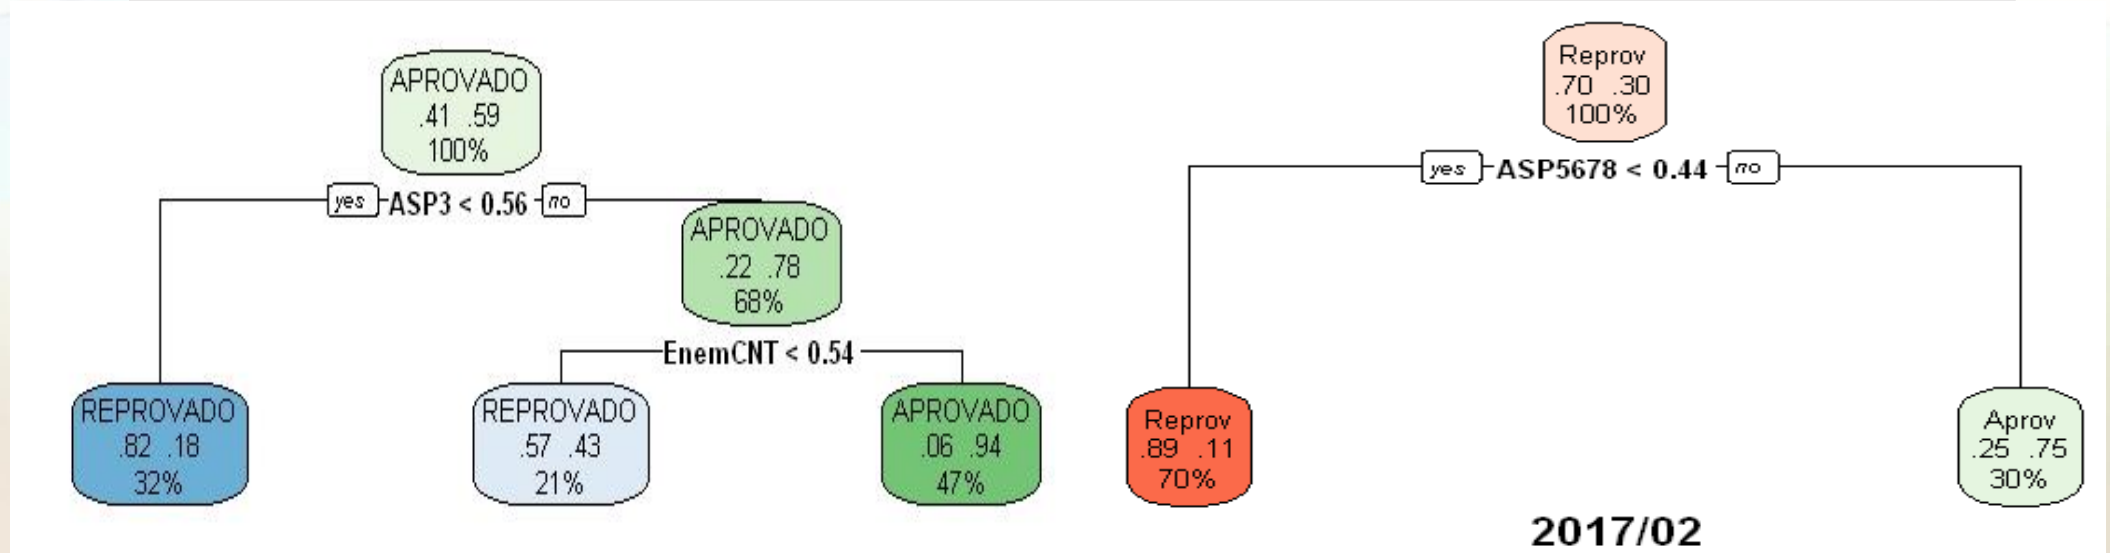 APROVADO
.41 .59
100%
yes ASP3 < 0.56 no
APROVADO
.22 .78
68%
EnemCNT < 0.54
REPROVADO
.82 .18
32%
REPROVADO
.57 .43
21%
APROVADO
.06 .94
47%
Reprov
.70 .30
100%
yes ASP5678 < 0.44 no
Reprov
.89 .11
70%
Aprov
.25 .75
30%
2017/02